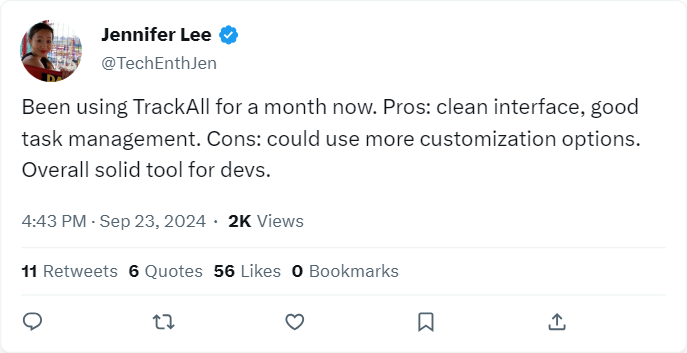 Jennifer Lee
@TechEnthJen
Been using TrackAll for a month now. Pros: clean interface, good
task management. Cons: could use more customization options.
Overall solid tool for devs.
4:43 PM · Sep 23, 2024 · 2K Views
11 Retweets 6 Quotes 56 Likes 0 Bookmarks